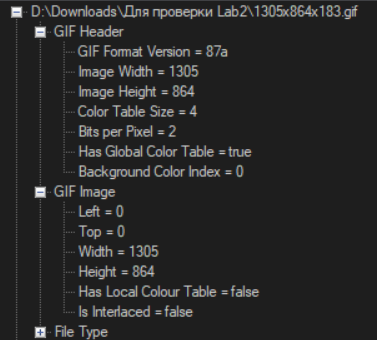 D:\Downloads\Для проверки Lab2\1305x864x183.gif
GIF Header
GIF Format Version = 87a
Image Width = 1305
Image Height = 864
Color Table Size = 4
Bits per Pixel = 2
Has Global Color Table = true
Background Color Index = 0
GIF Image
Left = 0
Top = 0
Width = 1305
Height = 864
Has Local Colour Table = false
Is Interlaced = false
File Type